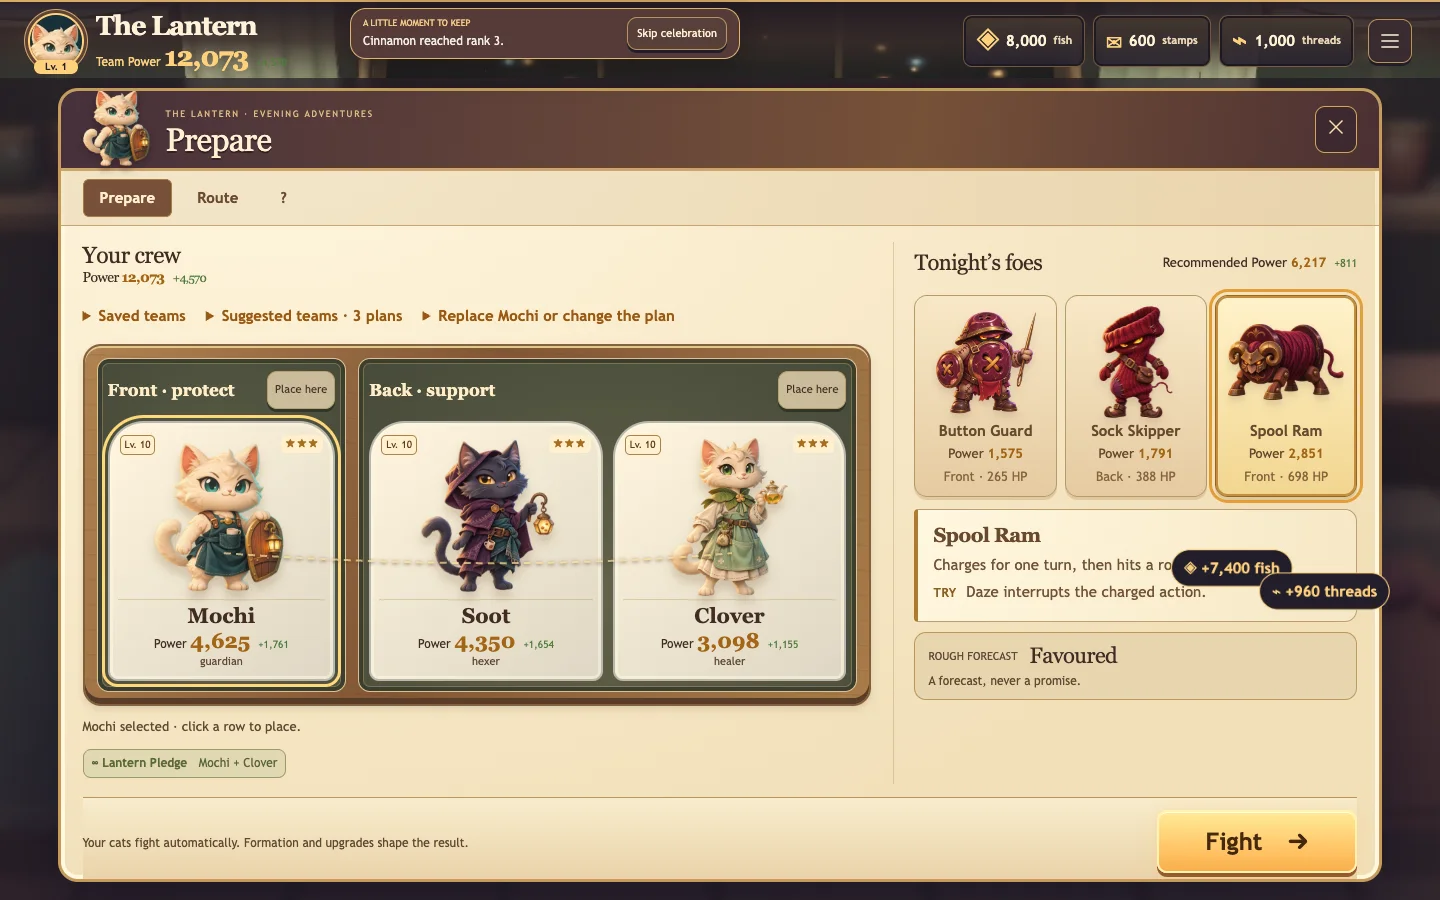 The Lantern
Team Power 12,073
Lv. 1
A LITTLE MOMENT TO KEEP
Cinnamon reached rank 3.
Skip celebration
8,000 fish
600 stamps
1,000 threads
THE LANTERN · EVENING ADVENTURES
Prepare
Prepare Route ?
Your crew
Power 12,073 +4,570
Saved teams
Suggested teams · 3 plans
Replace Mochi or change the plan
Front · protect
Place here
Lv. 10
Mochi
Power 4,625 +1,761
guardian
Back · support
Place here
Lv. 10
Soot
Power 4,350 +1,654
hexer
Lv. 10
Clover
Power 3,098 +1,155
healer
Mochi selected · click a row to place.
Lantern Pledge Mochi + Clover
Tonight's foes
Recommended Power 6,217 +811
Button Guard
Power 1,575
Front · 265 HP
Sock Skipper
Power 1,791
Back · 388 HP
Spool Ram
Power 2,851
Front · 698 HP
Spool Ram
Charges for one turn, then hits a
+7,400 fish
TRY Daze interrupts the charged action.
+960 threads
ROUGH FORECAST Favoured
A forecast, never a promise.
Your cats fight automatically. Formation and upgrades shape the result.
Fight →